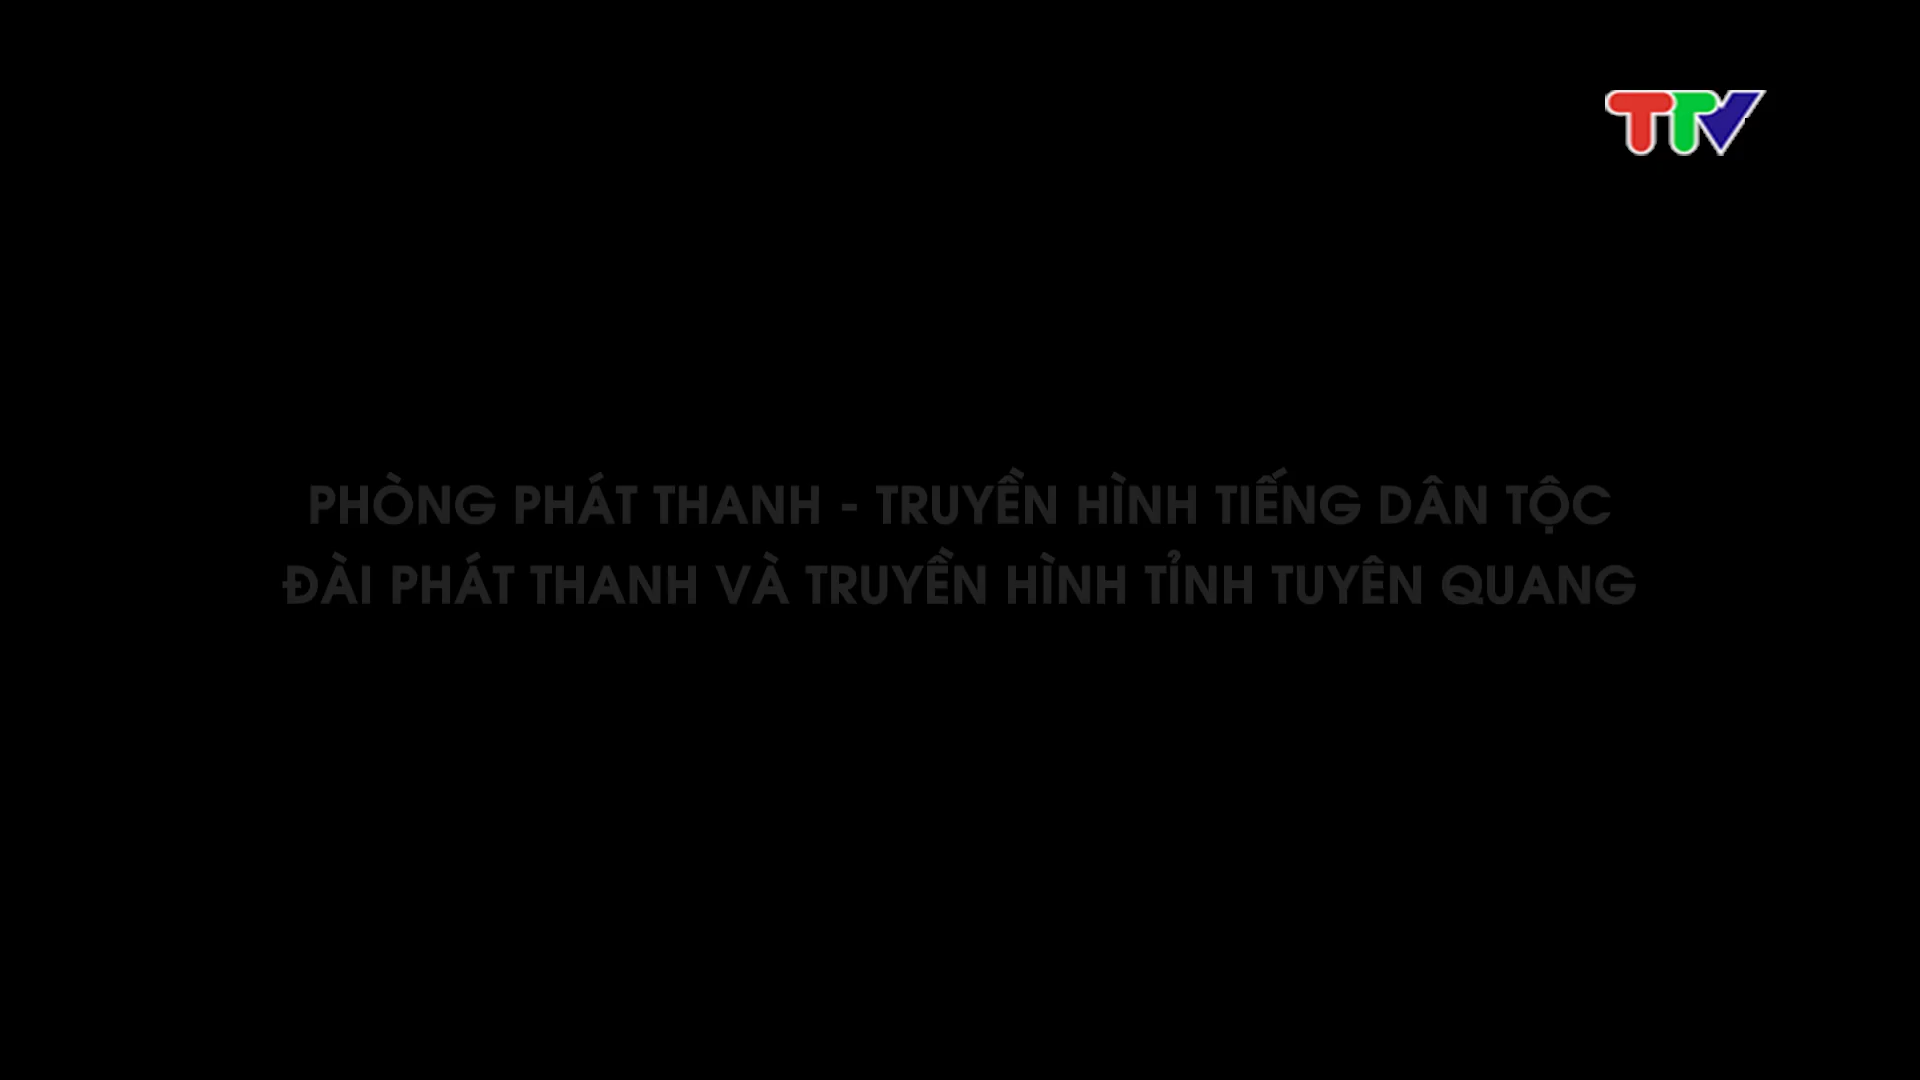 TTV
PHÒNG PHÁT THANH - TRUYỀN HÌNH TIẾNG DÂN TỘC
ĐÀI PHÁT THANH VÀ TRUYỀN HÌNH TỈNH TUYÊN QUANG